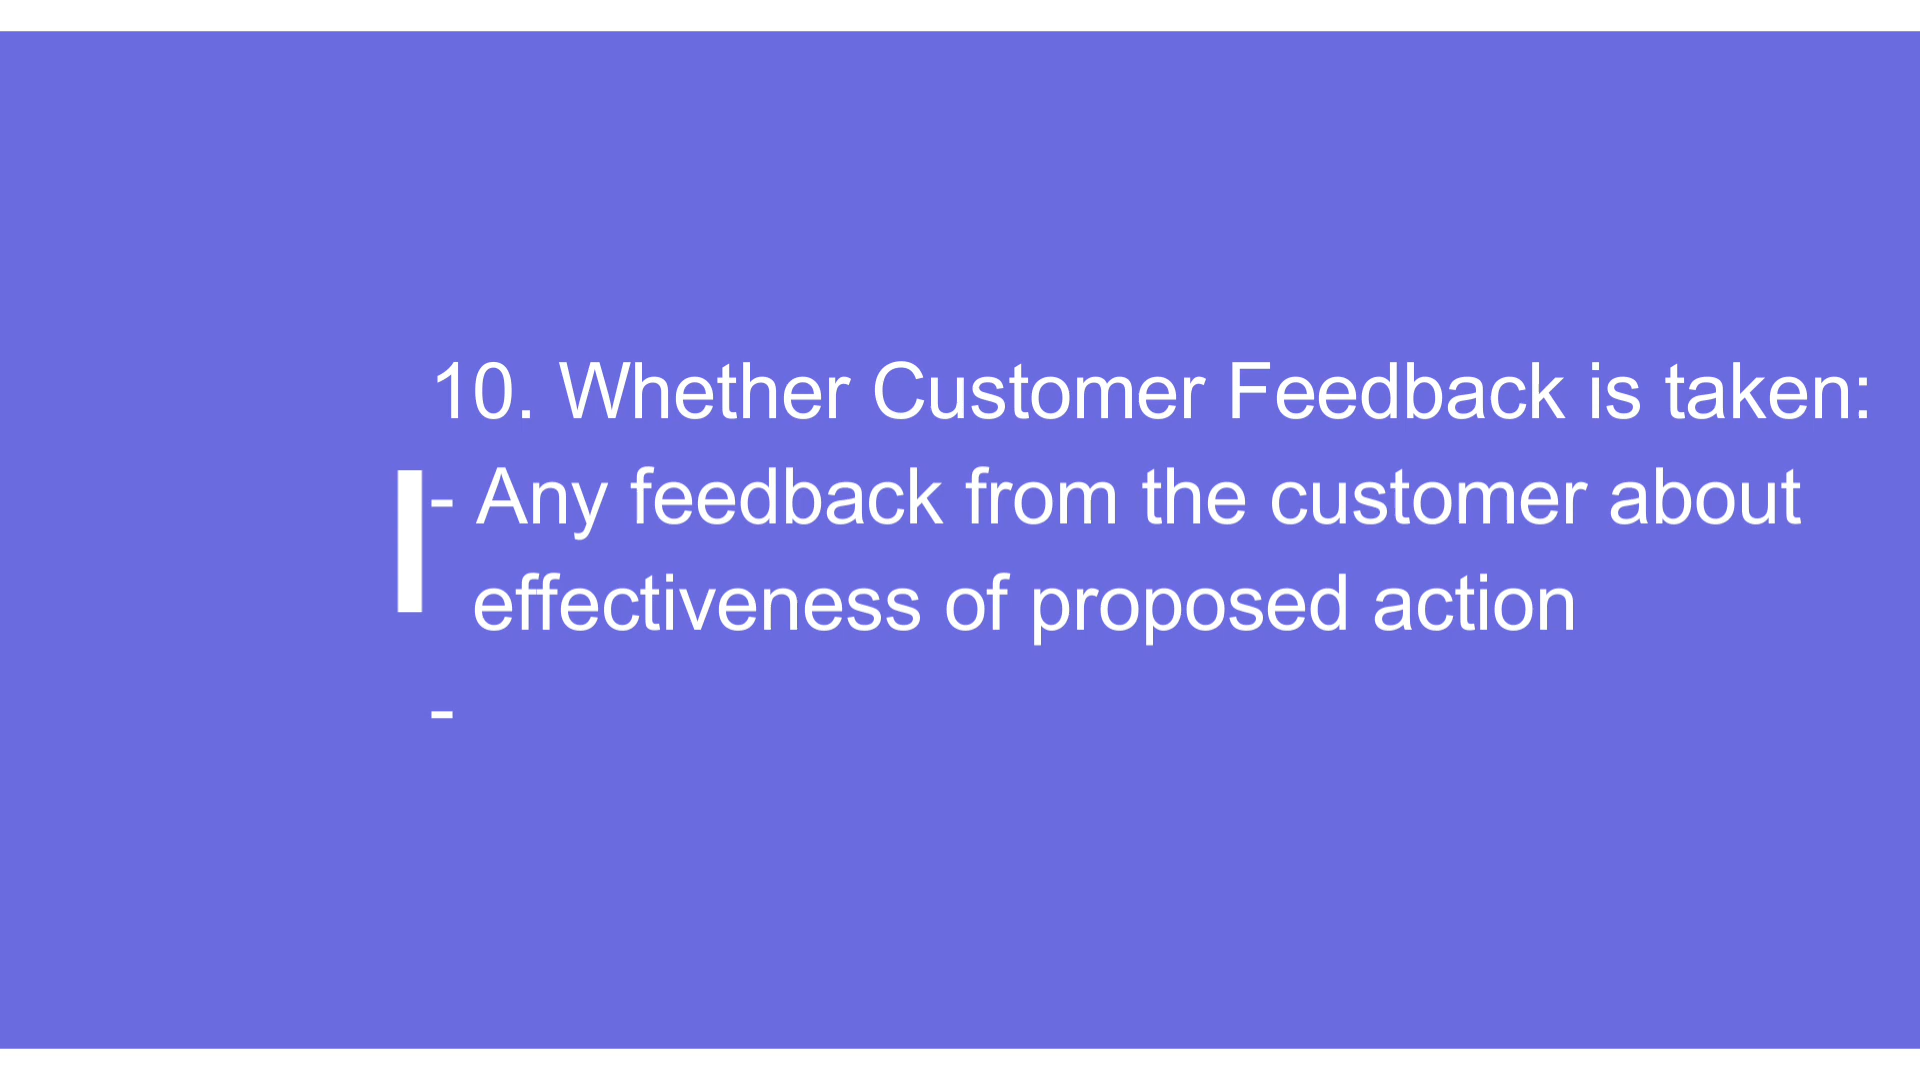 10. Whether Customer Feedback is taken:
- Any feedback from the customer about
effectiveness of proposed action
-